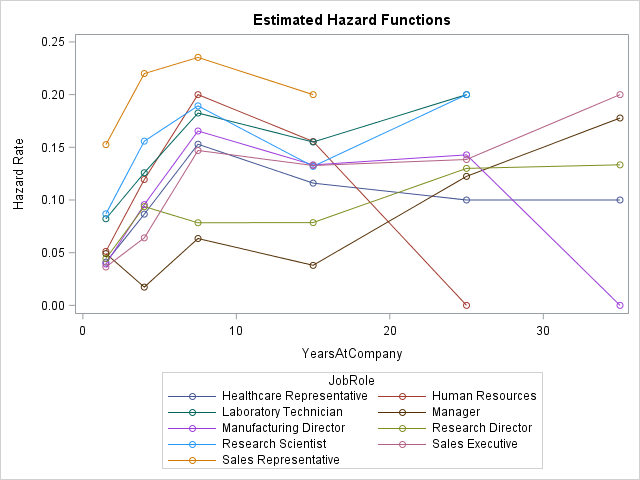 Estimated Hazard Functions
Hazard Rate
0.25
0.20
0.15
0.10
0.05
0.00
0 10 20 30
YearsAtCompany
JobRole
Healthcare Representative Human Resources
Laboratory Technician Manager
Manufacturing Director Research Director
Research Scientist Sales Executive
Sales Representative